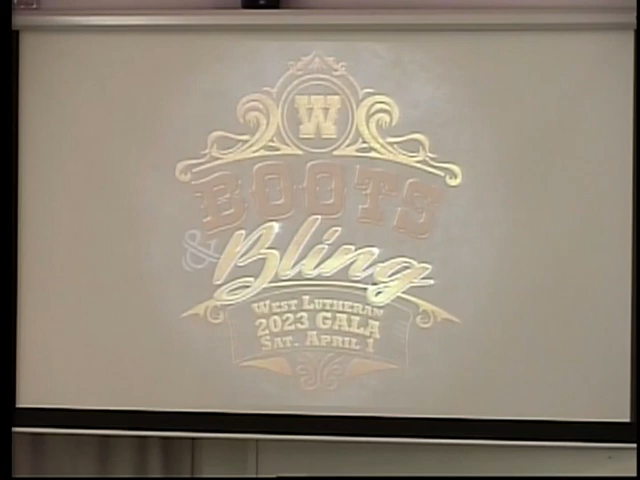 W
BOOTS
& Bling
WEST LUTHERAN
2023 GALA
SAT. APRIL 1